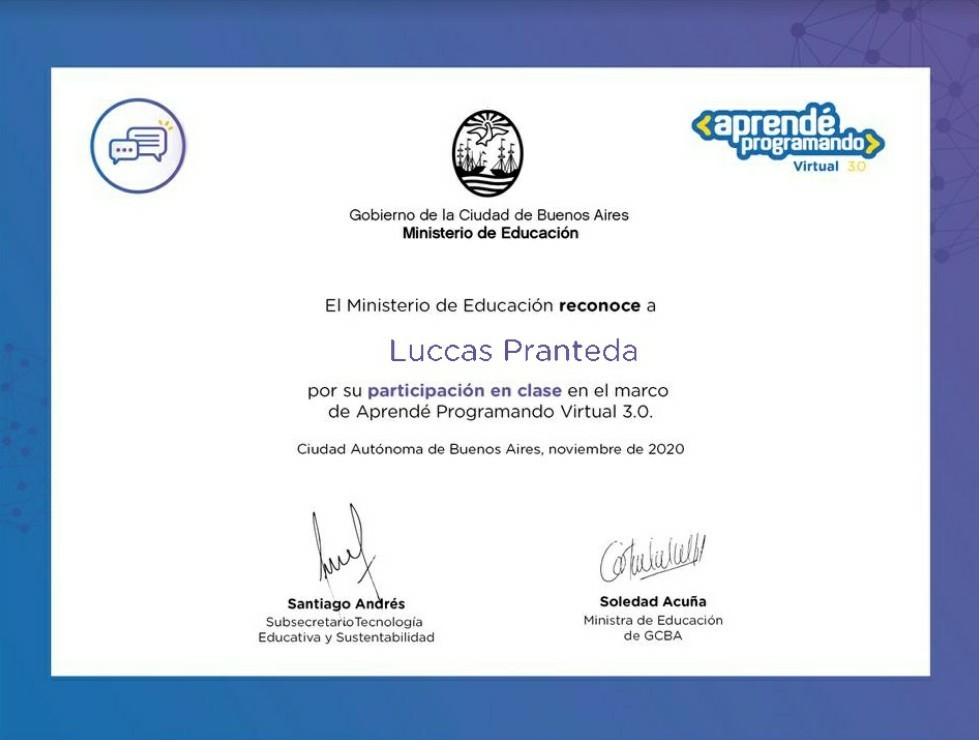 aprendé
programando
Virtual 3.0
Gobierno de la Ciudad de Buenos Aires
Ministerio de Educación
El Ministerio de Educación reconoce a
Luccas Pranteda
por su participación en clase en el marco
de Aprendé Programando Virtual 3.0.
Ciudad Autónoma de Buenos Aires, noviembre de 2020
Santiago Andrés
Subsecretario Tecnología
Educativa y Sustentabilidad
Soledad Acuña
Ministra de Educación
de GCBA